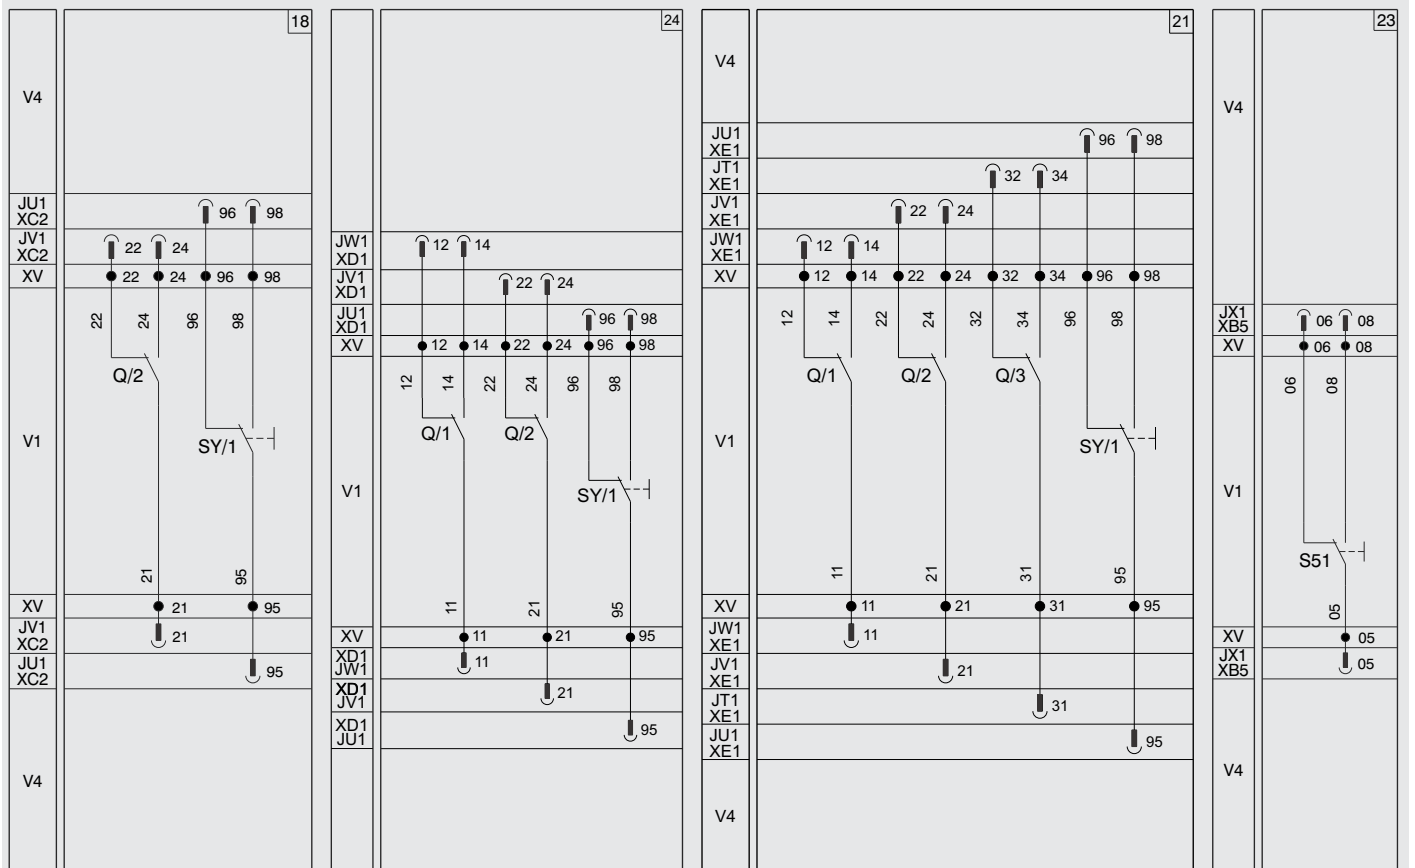 18
V4
JU1
XC2
96 98
JV1
XC2
22 24
XV
22 24 96 98
22 24 96 98
Q/2
V1
SY/1
21 95
XV
21 95
JV1
XC2
21
JU1
XC2
95
V4
24
JW1
XD1
12 14
JV1
XD1
22 24
JU1
XD1
96 98
XV
12 14 22 24 96 98
12 14 22 24 96 98
Q/1 Q/2
V1
SY/1
11 21 95
XV
11 21 95
XD1
JW1
11
XD1
JV1
21
XD1
JU1
95
21
V4
JU1
XE1
96 98
JT1
XE1
32 34
JV1
XE1
22 24
JW1
XE1
12 14
XV
12 14 22 24 32 34 96 98
12 14 22 24 32 34 96 98
Q/1 Q/2 Q/3
V1
SY/1
11 21 31 95
XV
11 21 31 95
JW1
XE1
11
JV1
XE1
21
JT1
XE1
31
JU1
XE1
95
V4
23
V4
JX1
XB5
06 08
XV
06 08
06 08
V1
S51
05
XV
05
JX1
XB5
05
V4